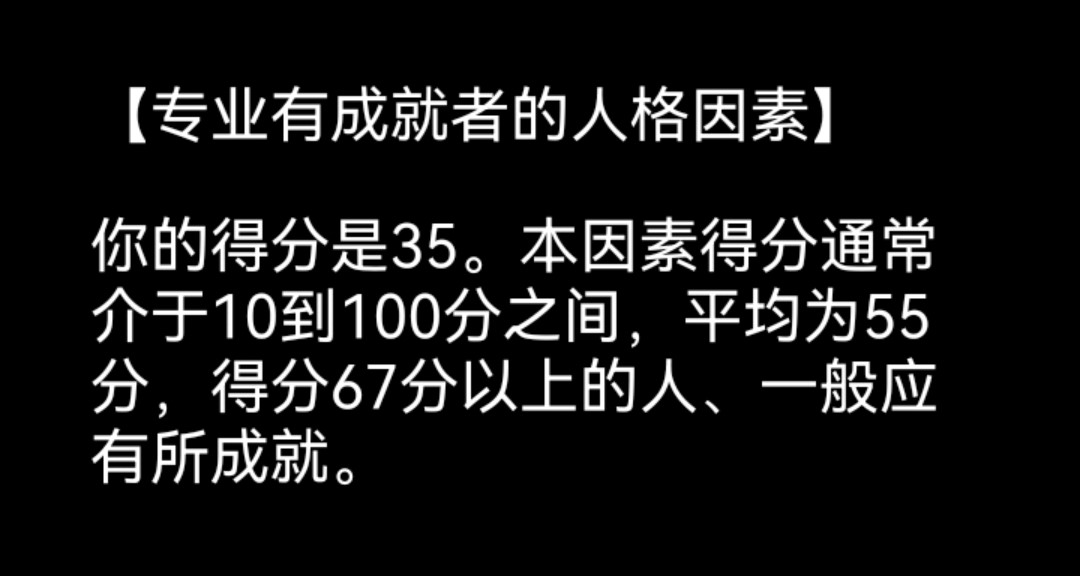 【专业有成就者的人格因素】
你的得分是35。本因素得分通常
介于10到100分之间，平均为55
分，得分67分以上的人、一般应
有所成就。